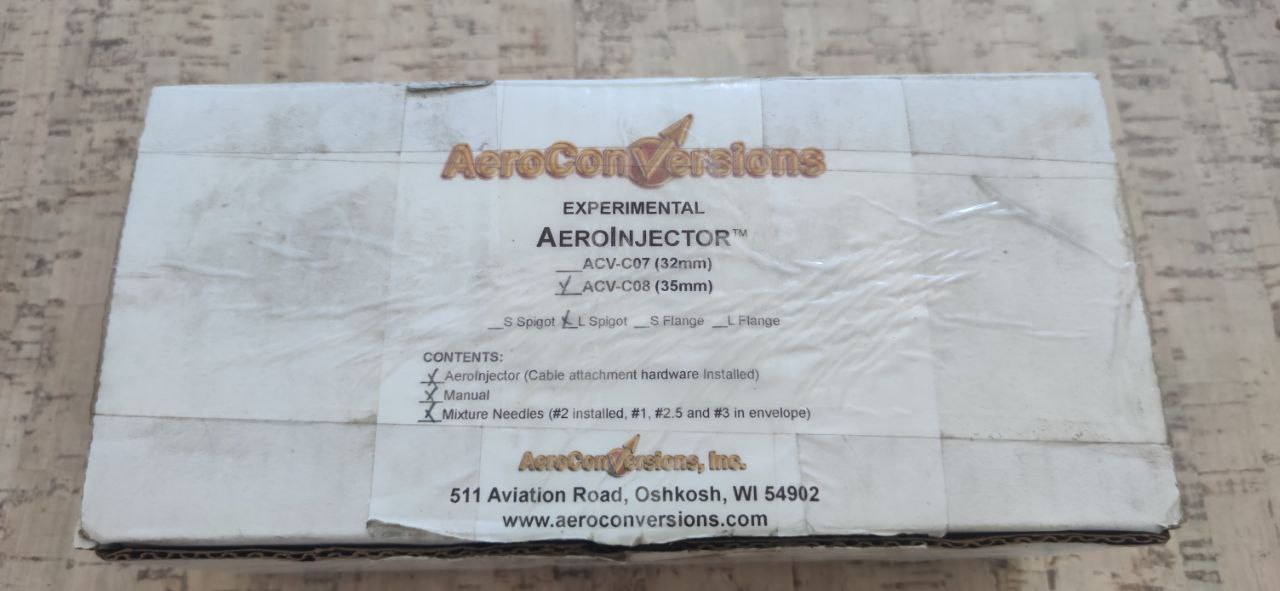 AeroConVersions
EXPERIMENTAL
AEROINJECTOR™
__ACV-C07 (32mm)
✓ACV-C08 (35mm)
__S Spigot ✓L Spigot __S Flange __L Flange
CONTENTS:
✓AeroInjector (Cable attachment hardware installed)
✓Manual
✓Mixture Needles (#2 installed, #1, #2.5 and #3 in envelope)
AeroConVersions, Inc.
511 Aviation Road, Oshkosh, WI 54902
www.aeroconversions.com